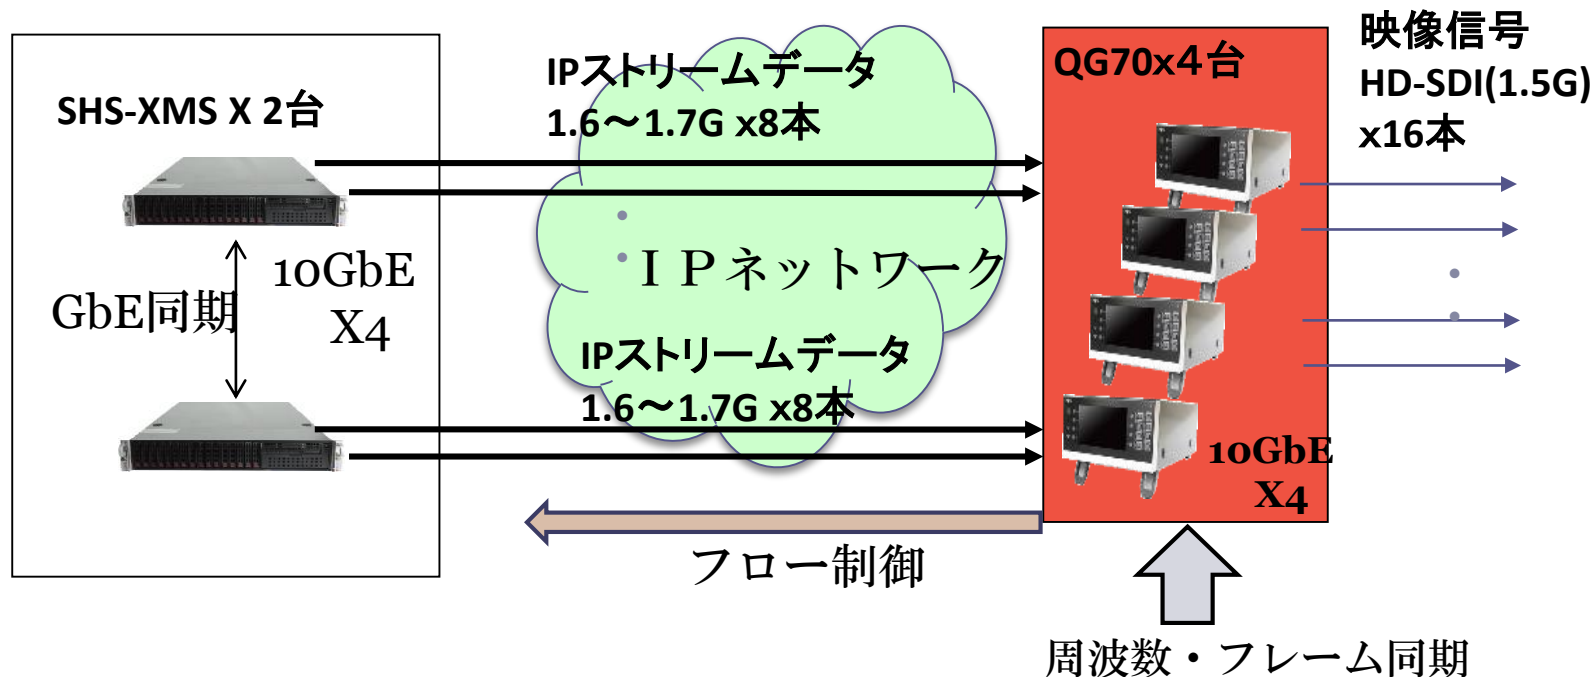 SHS-XMS X 2台
GbE同期
10GbE
X4
IPストリームデータ
1.6～1.7G x8本
ＩＰネットワーク
IPストリームデータ
1.6～1.7G x8本
フロー制御
QG70x４台
10GbE
X4
周波数・フレーム同期
映像信号
HD-SDI(1.5G)
x16本